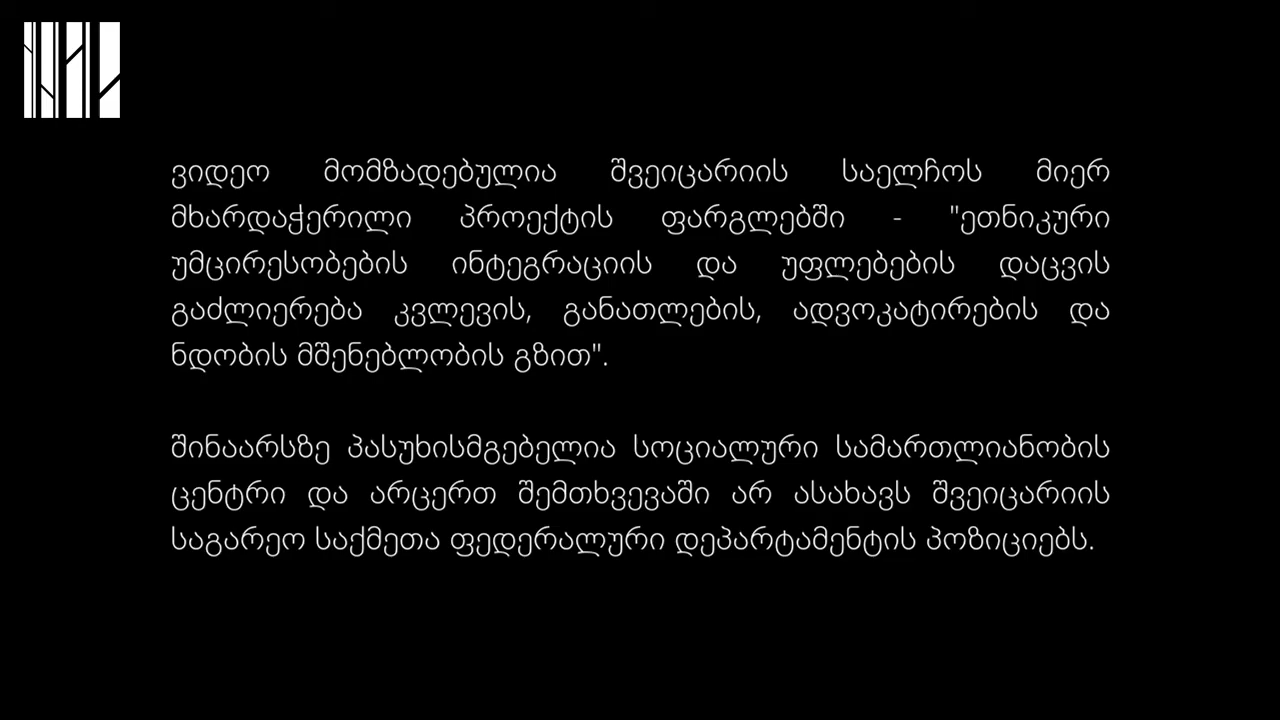 ვიდეო მომზადებულია შვეიცარიის საელჩოს მიერ
მხარდაჭერილი პროექტის ფარგლებში - "ეთნიკური
უმცირესობების ინტეგრაციის და უფლებების დაცვის
გაძლიერება კვლევის, განათლების, ადვოკატირების და
ნდობის მშენებლობის გზით".
შინაარსზე პასუხისმგებელია სოციალური სამართლიანობის
ცენტრი და არცერთ შემთხვევაში არ ასახავს შვეიცარიის
საგარეო საქმეთა ფედერალური დეპარტამენტის პოზიციებს.